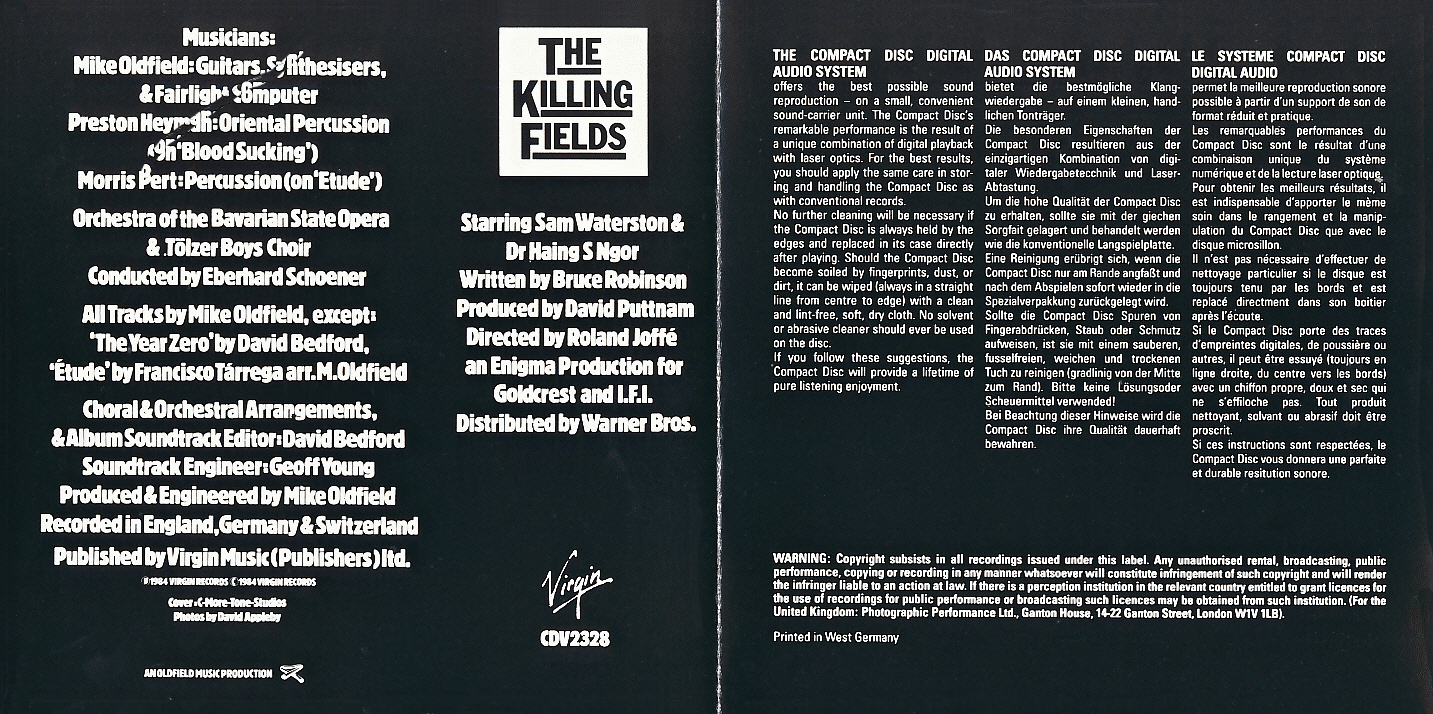 Musicians:
Mike Oldfield: Guitars, Synthesisers,
& Fairlight Computer
Preston Heyman: Oriental Percussion
(on 'Blood Sucking')
Morris Pert: Percussion (on 'Etude')
Orchestra of the Bavarian State Opera
& Tölzer Boys Choir
Conducted by Eberhard Schoener
All Tracks by Mike Oldfield, except:
'The Year Zero' by David Bedford,
'Étude' by Francisco Tárrega arr. M. Oldfield
Choral & Orchestral Arrangements,
& Album Soundtrack Editor: David Bedford
Soundtrack Engineer: Geoff Young
Produced & Engineered by Mike Oldfield
Recorded in England, Germany & Switzerland
Published by Virgin Music (Publishers) ltd.
℗ 1984 VIRGIN RECORDS © 1984 VIRGIN RECORDS
Cover: C-More-Tone-Studios
Photos by David Appleby
AN OLDFIELD MUSIC PRODUCTION
THE
KILLING
FIELDS
Starring Sam Waterston &
Dr Haing S Ngor
Written by Bruce Robinson
Produced by David Puttnam
Directed by Roland Joffé
an Enigma Production for
Goldcrest and I.F.I.
Distributed by Warner Bros.
Virgin
CDV2328
THE COMPACT DISC DIGITAL
AUDIO SYSTEM
offers the best possible sound
reproduction – on a small, convenient
sound-carrier unit. The Compact Disc's
remarkable performance is the result of
a unique combination of digital playback
with laser optics. For the best results,
you should apply the same care in stor-
ing and handling the Compact Disc as
with conventional records.
No further cleaning will be necessary if
the Compact Disc is always held by the
edges and replaced in its case directly
after playing. Should the Compact Disc
become soiled by fingerprints, dust, or
dirt, it can be wiped (always in a straight
line from centre to edge) with a clean
and lint-free, soft, dry cloth. No solvent
or abrasive cleaner should ever be used
on the disc.
If you follow these suggestions, the
Compact Disc will provide a lifetime of
pure listening enjoyment.
DAS COMPACT DISC DIGITAL
AUDIO SYSTEM
bietet die bestmögliche Klang-
wiedergabe – auf einem kleinen, hand-
lichen Tonträger.
Die besonderen Eigenschaften der
Compact Disc resultieren aus der
einzigartigen Kombination von digi-
taler Wiedergabetechnik und Laser-
Abtastung.
Um die hohe Qualität der Compact Disc
zu erhalten, sollte sie mit der giechen
Sorgfalt gelagert und behandelt werden
wie die konventionelle Langspielplatte.
Eine Reinigung erübrigt sich, wenn die
Compact Disc nur am Rande angfaßt und
nach dem Abspielen sofort wieder in die
Spezialverpakkung zurückgelegt wird.
Sollte die Compact Disc Spuren von
Fingerabdrücken, Staub oder Schmutz
aufweisen, ist sie mit einem sauberen,
fusselfreien, weichen und trockenen
Tuch zu reinigen (gradlinig von der Mitte
zum Rand). Bitte keine Lösungsoder
Scheuermittel verwended!
Bei Beachtung dieser Hinweise wird die
Compact Disc ihre Qualität dauerhaft
bewahren.
LE SYSTEME COMPACT DISC
DIGITAL AUDIO
permet la meilleure reproduction sonore
possible à partir d'un support de son de
format réduit et pratique.
Les remarquables performances du
Compact Disc sont le résultat d'une
combinaison unique du système
numérique et de la lecture laser optique.
Pour obtenir les meilleurs résultats, il
est indispensable d'apporter le mème
soin dans le rangement et la manip-
ulation du Compact Disc que avec le
disque microsillon.
Il n'est pas nécessaire d'effectuer de
nettoyage particulier si le disque est
toujours tenu par les bords et est
replacé directment dans son boitier
après l'écoute.
Si le Compact Disc porte des traces
d'empreintes digitales, de poussière ou
autres, il peut être essuyé (toujours en
ligne droite, du centre vers les bords)
avec un chiffon propre, doux et sec qui
ne s'effiloche pas. Tout produit
nettoyant, solvant ou abrasif doit être
proscrit.
Si ces instructions sont respectées, le
Compact Disc vous donnera une parfaite
et durable resitution sonore.
WARNING: Copyright subsists in all recordings issued under this label. Any unauthorised rental, broadcasting, public
performance, copying or recording in any manner whatsoever will constitute infringement of such copyright and will render
the infringer liable to an action at law. If there is a perception institution in the relevant country entitled to grant licences for
the use of recordings for public performance or broadcasting such licences may be obtained from such institution. (For the
United Kingdom: Photographic Performance Ltd., Ganton House, 14-22 Ganton Street, London W1V 1LB).
Printed in West Germany